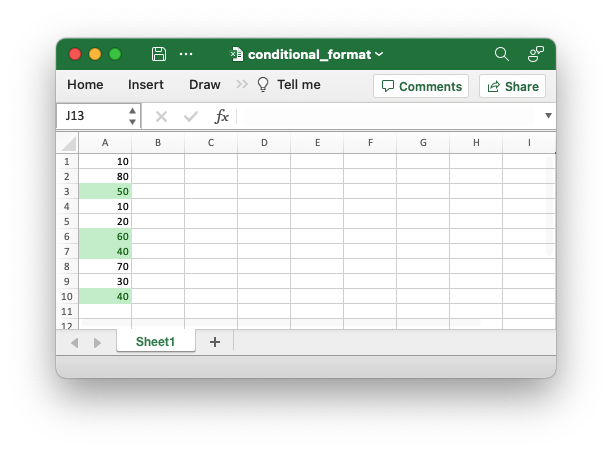 conditional_format
Home Insert Draw Tell me Comments Share
J13 fx
A B C D E F G H I
1 10
2 80
3 50
4 10
5 20
6 60
7 40
8 70
9 30
10 40
11
12
Sheet1 +